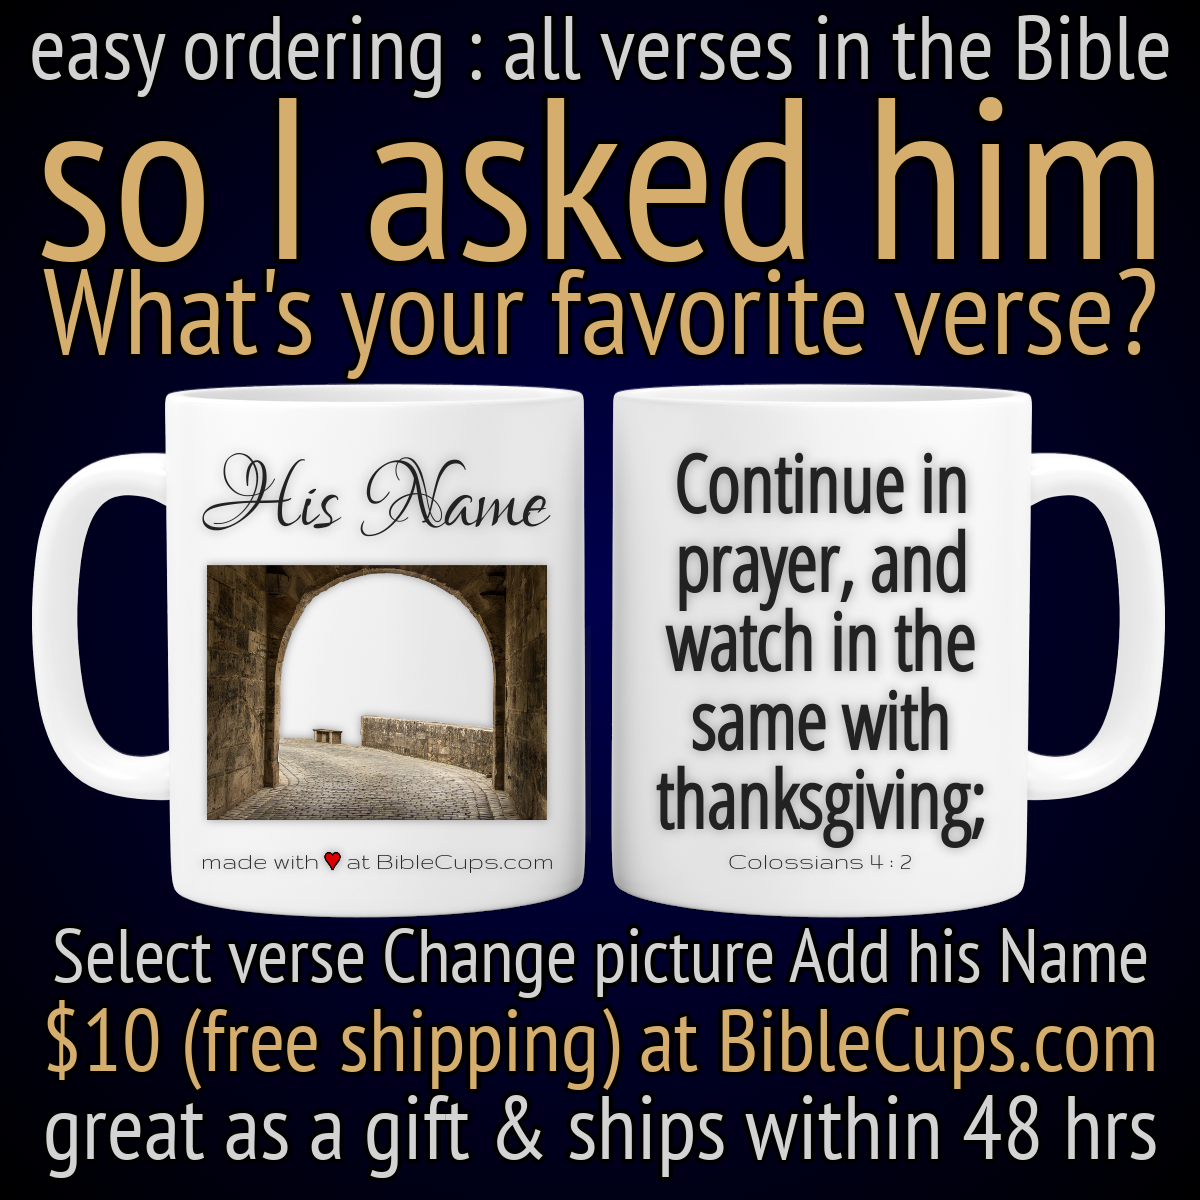 easy ordering : all verses in the Bible
so I asked him
What's your favorite verse?
His Name
made with ❤ at BibleCups.com
Continue in
prayer, and
watch in the
same with
thanksgiving;
Colossians 4 : 2
Select verse Change picture Add his Name
$10 (free shipping) at BibleCups.com
great as a gift & ships within 48 hrs